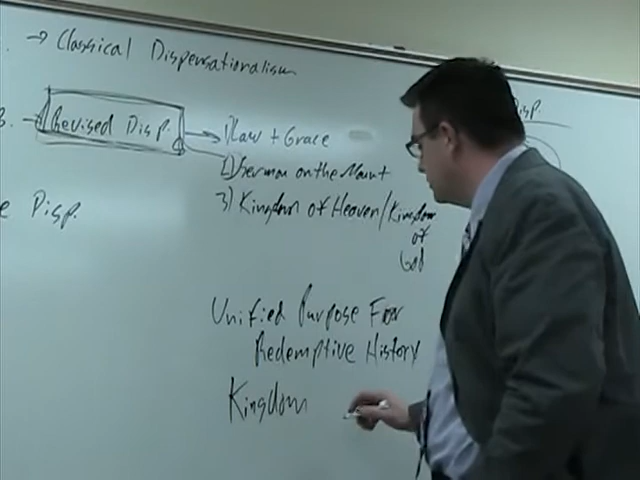 → Classical Dispensationalism
Revised Disp.
1) Law + Grace
2) Sermon on the Mount
3) Kingdom of Heaven/Kingdom
of
God
e Disp.
Disp
Unified Purpose For
Redemptive History
Kingdom